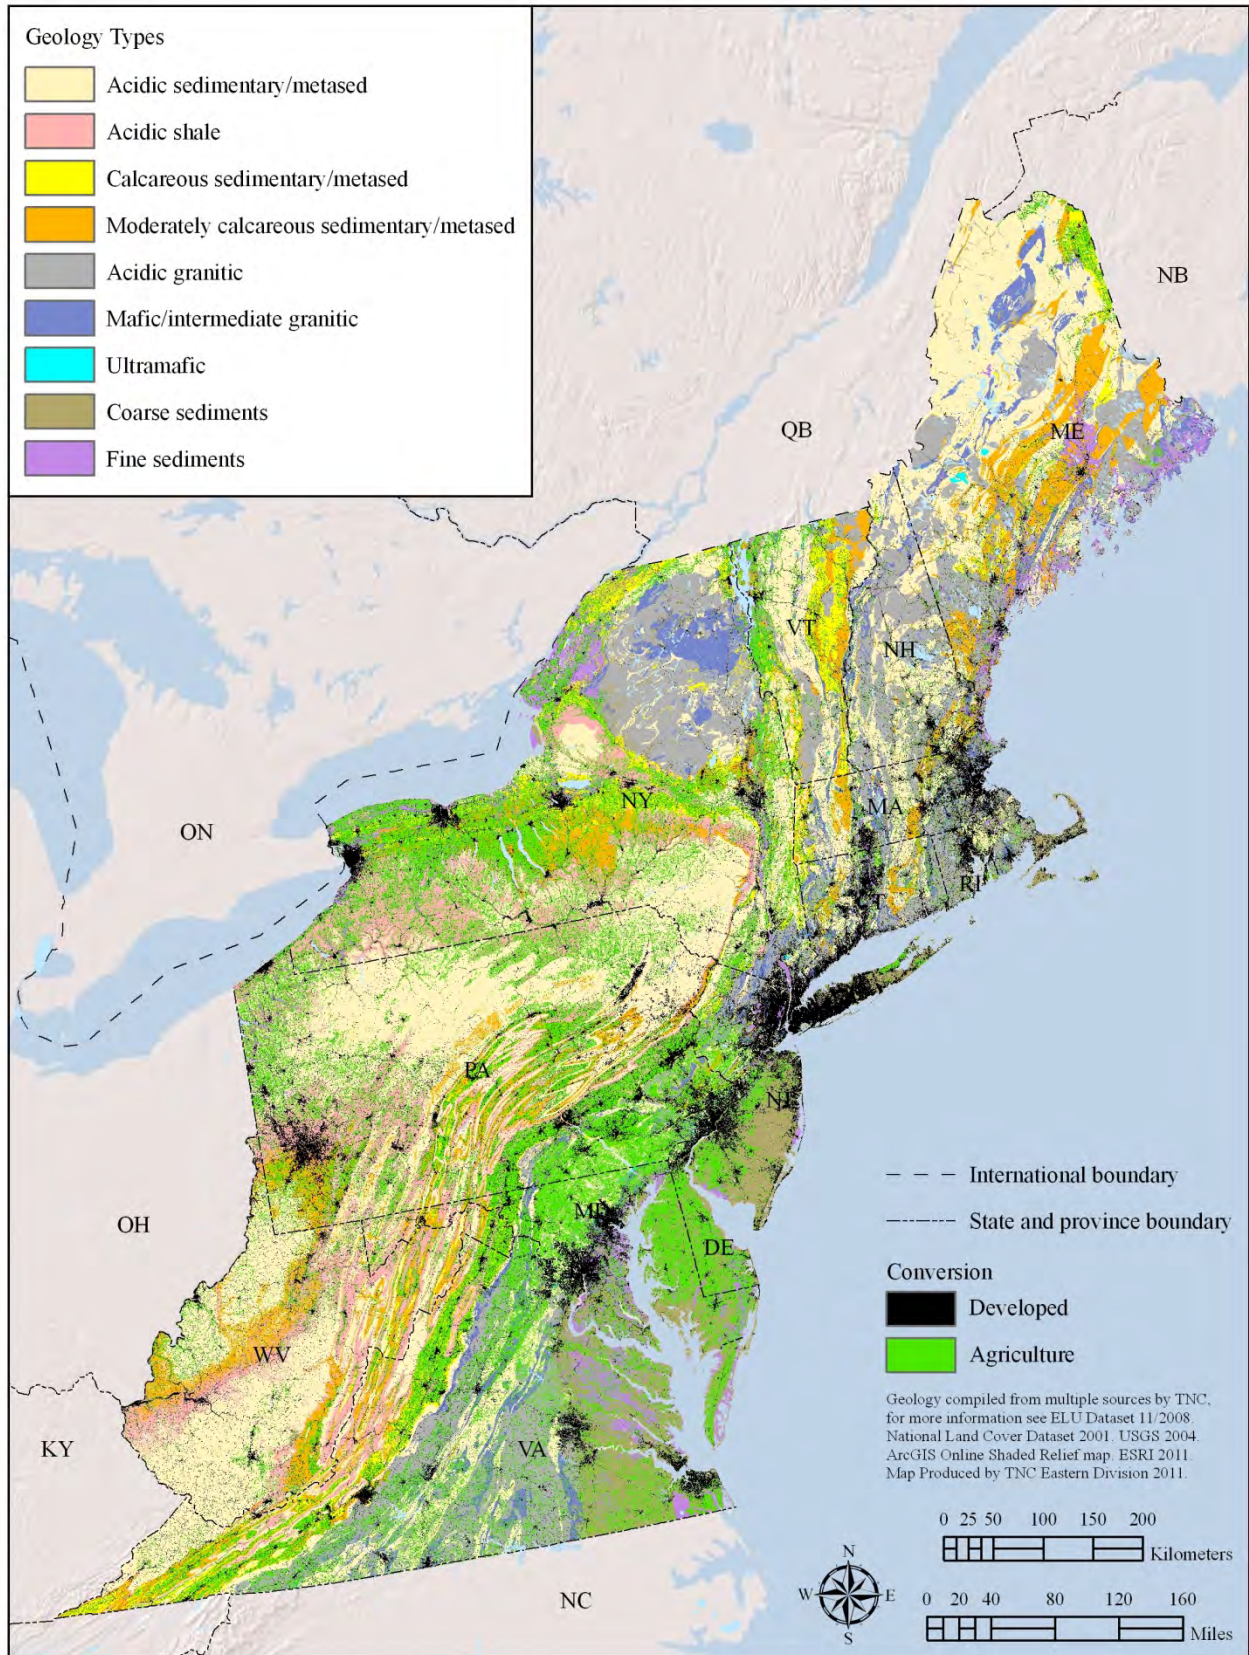 Geology Types
Acidic sedimentary/metased
Acidic shale
Calcareous sedimentary/metased
Moderately calcareous sedimentary/metased
Acidic granitic
Mafic/intermediate granitic
Ultramafic
Coarse sediments
Fine sediments
NB
QB
ME
VT
NH
ON
NY
MA
RI
PA
NJ
OH
MD
DE
WV
KY
VA
NC
International boundary
State and province boundary
Conversion
Developed
Agriculture
Geology compiled from multiple sources by TNC,
for more information see ELU Dataset 11/2008.
National Land Cover Dataset 2001. USGS 2004.
ArcGIS Online Shaded Relief map. ESRI 2011.
Map Produced by TNC Eastern Division 2011.
0 25 50 100 150 200
Kilometers
0 20 40 80 120 160
Miles
N
W E
S